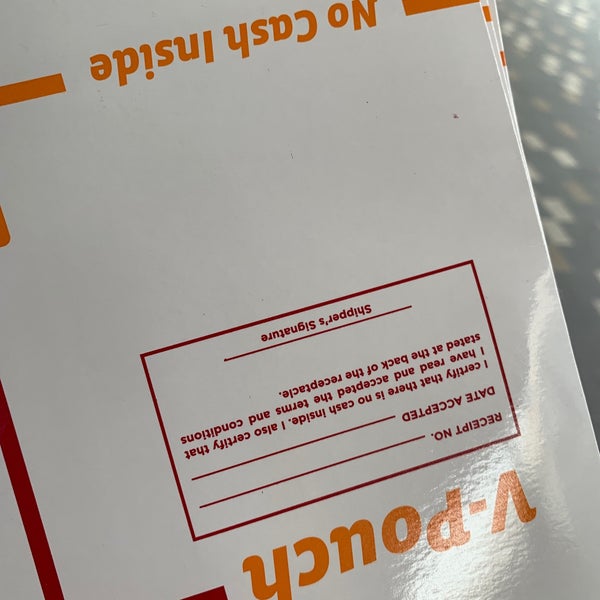 V-Pouch
RECEIPT NO.
DATE ACCEPTED
I certify that there is no cash inside. I also certify that
I have read and accepted the terms and conditions
stated at the back of the receptacle.
Shipper's Signature
No Cash Inside